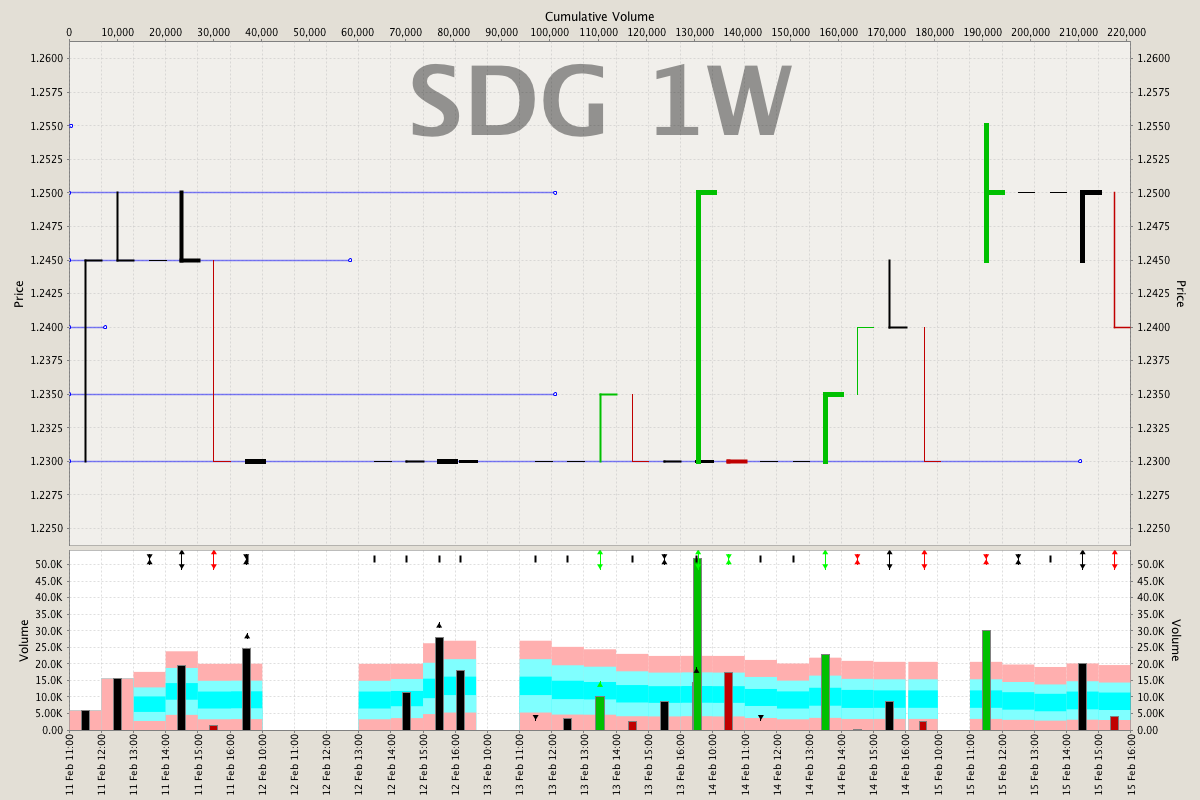 Cumulative Volume
0 10,000 20,000 30,000 40,000 50,000 60,000 70,000 80,000 90,000 100,000 110,000 120,000 130,000 140,000 150,000 160,000 170,000 180,000 190,000 200,000 210,000 220,000
SDG 1W
1.2600 1.2600
1.2575 1.2575
1.2550 1.2550
1.2525 1.2525
1.2500 1.2500
1.2475 1.2475
1.2450 1.2450
1.2425 1.2425
1.2400 1.2400
1.2375 1.2375
1.2350 1.2350
1.2325 1.2325
1.2300 1.2300
1.2275 1.2275
1.2250 1.2250
Price
Price
50.0K 50.0K
45.0K 45.0K
40.0K 40.0K
35.0K 35.0K
30.0K 30.0K
25.0K 25.0K
20.0K 20.0K
15.0K 15.0K
10.0K 10.0K
5.00K 5.00K
0.00 0.00
Volume
Volume
11 Feb 11:00
11 Feb 12:00
11 Feb 13:00
11 Feb 14:00
11 Feb 15:00
11 Feb 16:00
12 Feb 10:00
12 Feb 11:00
12 Feb 12:00
12 Feb 13:00
12 Feb 14:00
12 Feb 15:00
12 Feb 16:00
13 Feb 10:00
13 Feb 11:00
13 Feb 12:00
13 Feb 13:00
13 Feb 14:00
13 Feb 15:00
13 Feb 16:00
14 Feb 10:00
14 Feb 11:00
14 Feb 12:00
14 Feb 13:00
14 Feb 14:00
14 Feb 15:00
14 Feb 16:00
15 Feb 10:00
15 Feb 11:00
15 Feb 12:00
15 Feb 13:00
15 Feb 14:00
15 Feb 15:00
15 Feb 16:00